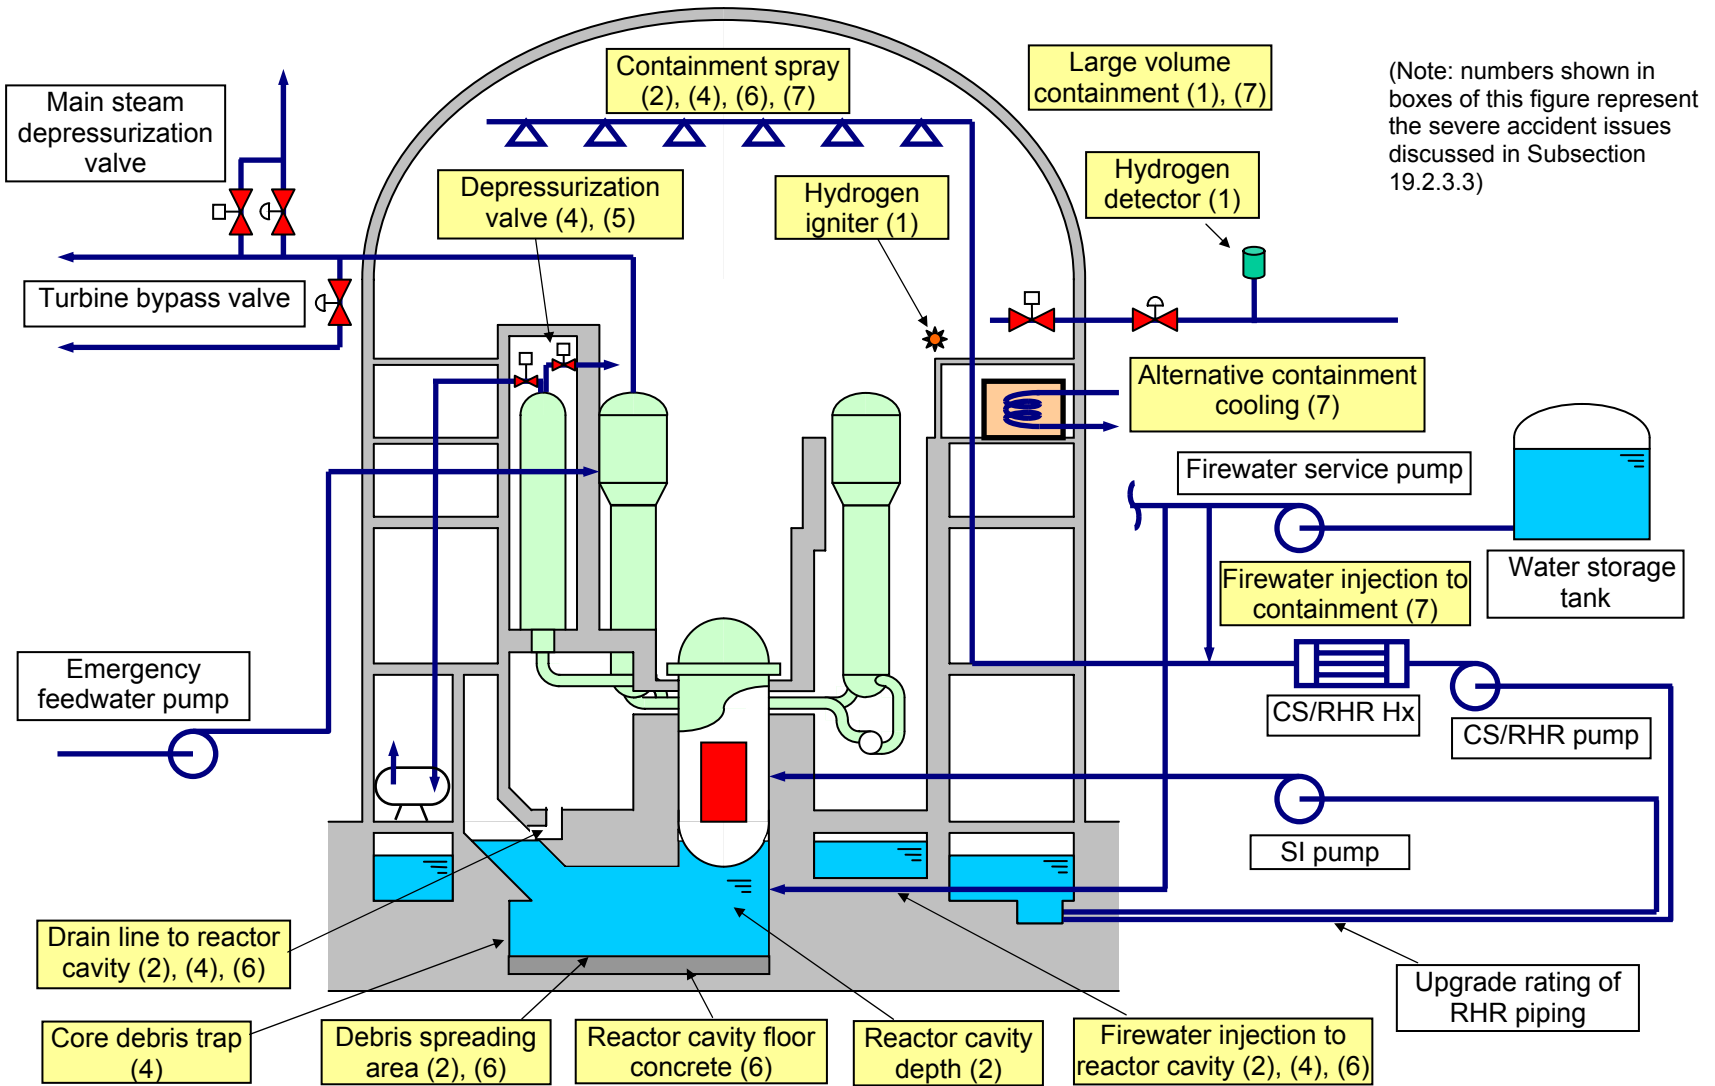 Main steam
depressurization
valve
Containment spray
(2), (4), (6), (7)
Large volume
containment (1), (7)
(Note: numbers shown in
boxes of this figure represent
the severe accident issues
discussed in Subsection
19.2.3.3)
Depressurization
valve (4), (5)
Hydrogen
igniter (1)
Hydrogen
detector (1)
Turbine bypass valve
Alternative containment
cooling (7)
Firewater service pump
Water storage
tank
Firewater injection to
containment (7)
Emergency
feedwater pump
CS/RHR Hx
CS/RHR pump
SI pump
Drain line to reactor
cavity (2), (4), (6)
Upgrade rating of
RHR piping
Core debris trap
(4)
Debris spreading
area (2), (6)
Reactor cavity floor
concrete (6)
Reactor cavity
depth (2)
Firewater injection to
reactor cavity (2), (4), (6)